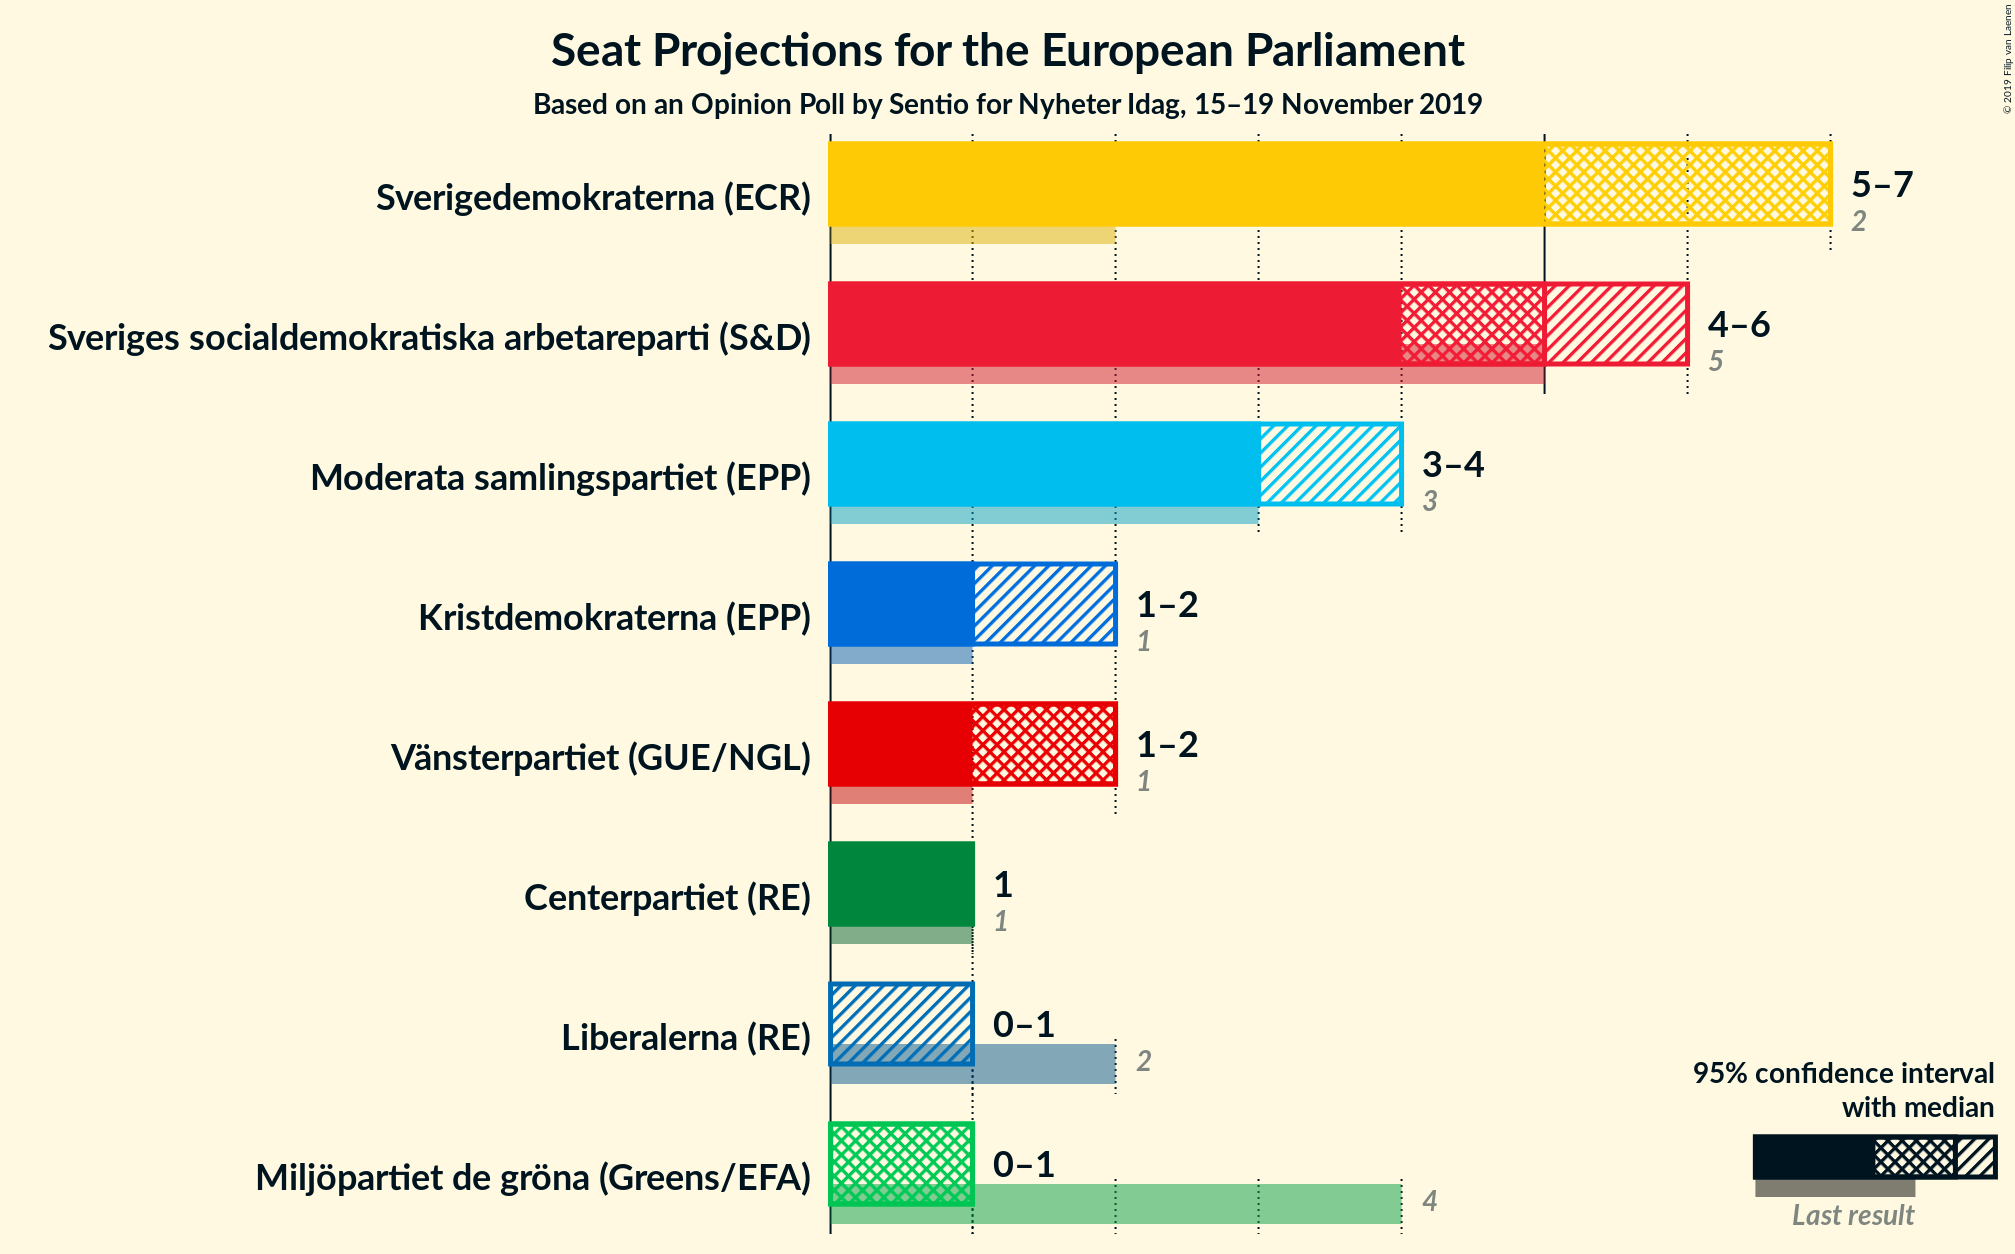 Seat Projections for the European Parliament
Based on an Opinion Poll by Sentio for Nyheter Idag, 15–19 November 2019
© 2019 Filip van Laenen
Sverigedemokraterna (ECR)
5–7
2
Sveriges socialdemokratiska arbetareparti (S&D)
4–6
5
Moderata samlingspartiet (EPP)
3–4
3
Kristdemokraterna (EPP)
1–2
1
Vänsterpartiet (GUE/NGL)
1–2
1
Centerpartiet (RE)
1
1
Liberalerna (RE)
0–1
2
Miljöpartiet de gröna (Greens/EFA)
0–1
4
95% confidence interval
with median
Last result